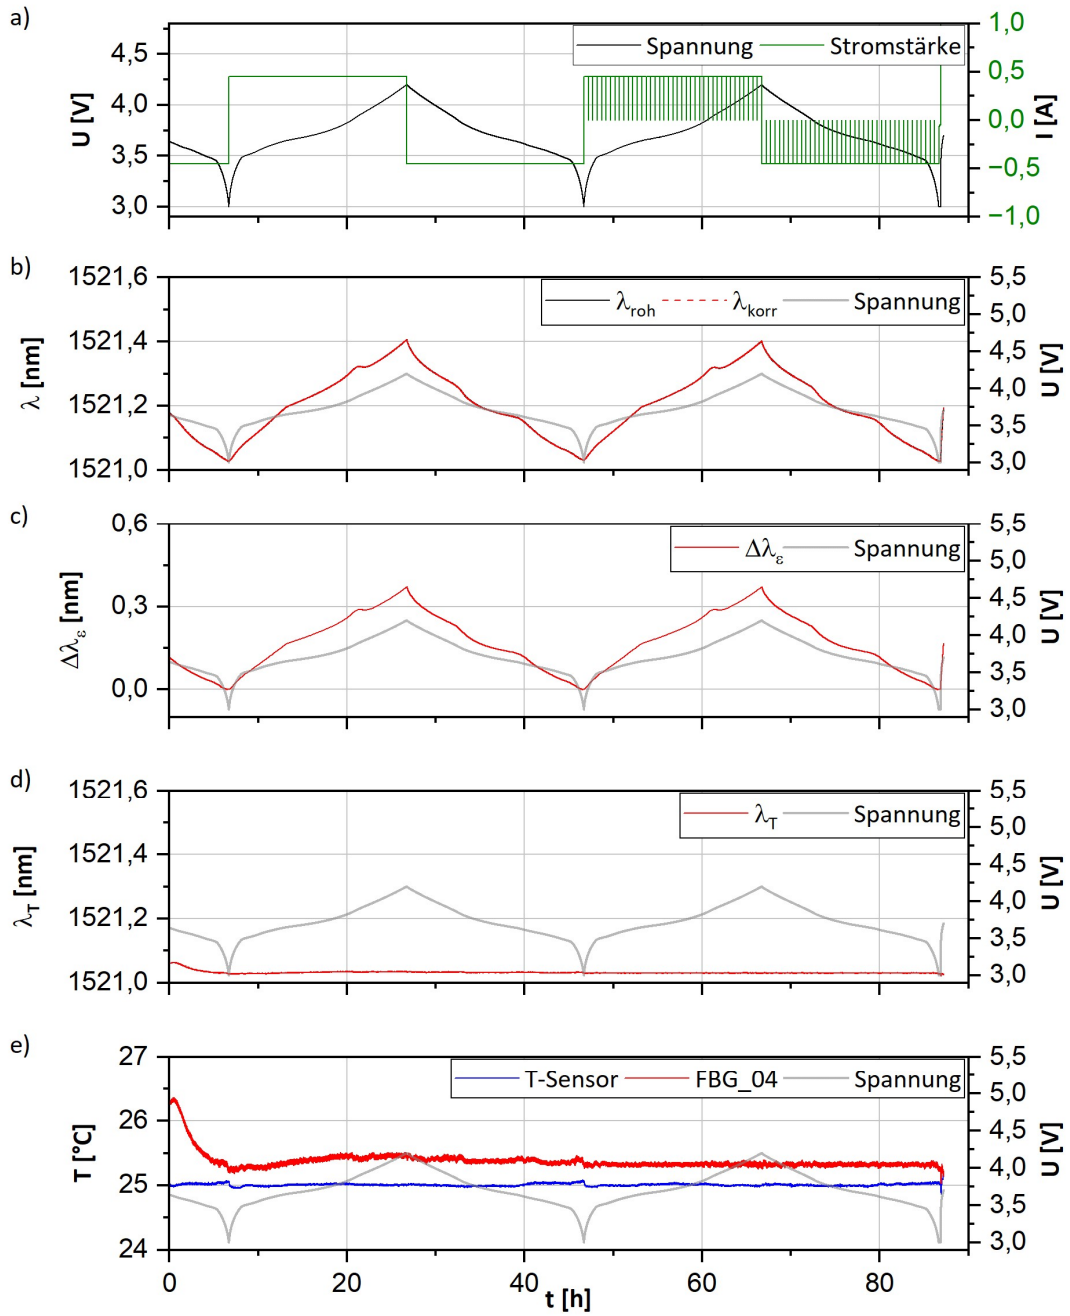 a)
U [V]
4,5
4,0
3,5
3,0
Spannung Stromstärke
1,0
0,5
0,0
−0,5
−1,0
I [A]
b)
λ [nm]
1521,6
1521,4
1521,2
1521,0
λroh λkorr Spannung
5,5
5,0
4,5
4,0
3,5
3,0
U [V]
c)
Δλε [nm]
0,6
0,3
0,0
Δλε Spannung
5,5
5,0
4,5
4,0
3,5
3,0
U [V]
d)
λT [nm]
1521,6
1521,4
1521,2
1521,0
λT Spannung
5,5
5,0
4,5
4,0
3,5
3,0
U [V]
e)
T [°C]
27
26
25
24
T-Sensor FBG_04 Spannung
5,5
5,0
4,5
4,0
3,5
3,0
U [V]
0 20 40 60 80
t [h]